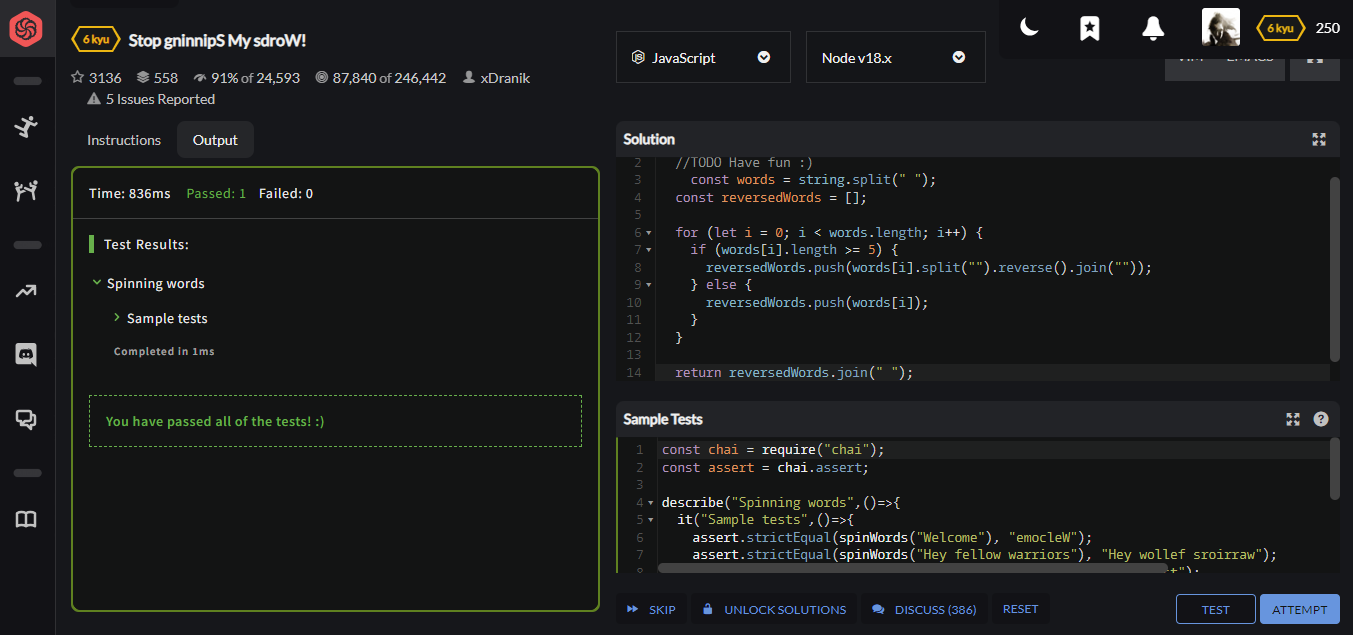 6 kyu Stop gninnipS My sdroW!
3136 558 91% of 24,593 87,840 of 246,442 xDranik
5 Issues Reported
Instructions Output
Time: 836ms Passed: 1 Failed: 0
Test Results:
Spinning words
Sample tests
Completed in 1ms
You have passed all of the tests! :)
JavaScript
Node v18.x
6 kyu 250
VIM EMACS
Solution
2 //TODO Have fun :)
3 const words = string.split(" ");
4 const reversedWords = [];
5
6 for (let i = 0; i < words.length; i++) {
7 if (words[i].length >= 5) {
8 reversedWords.push(words[i].split("").reverse().join(""));
9 } else {
10 reversedWords.push(words[i]);
11 }
12 }
13
14 return reversedWords.join(" ");
Sample Tests
1 const chai = require("chai");
2 const assert = chai.assert;
3
4 describe("Spinning words",()=>{
5 it("Sample tests",()=>{
6 assert.strictEqual(spinWords("Welcome"), "emocleW");
7 assert.strictEqual(spinWords("Hey fellow warriors"), "Hey wollef sroirraw");
SKIP UNLOCK SOLUTIONS DISCUSS (386) RESET TEST ATTEMPT